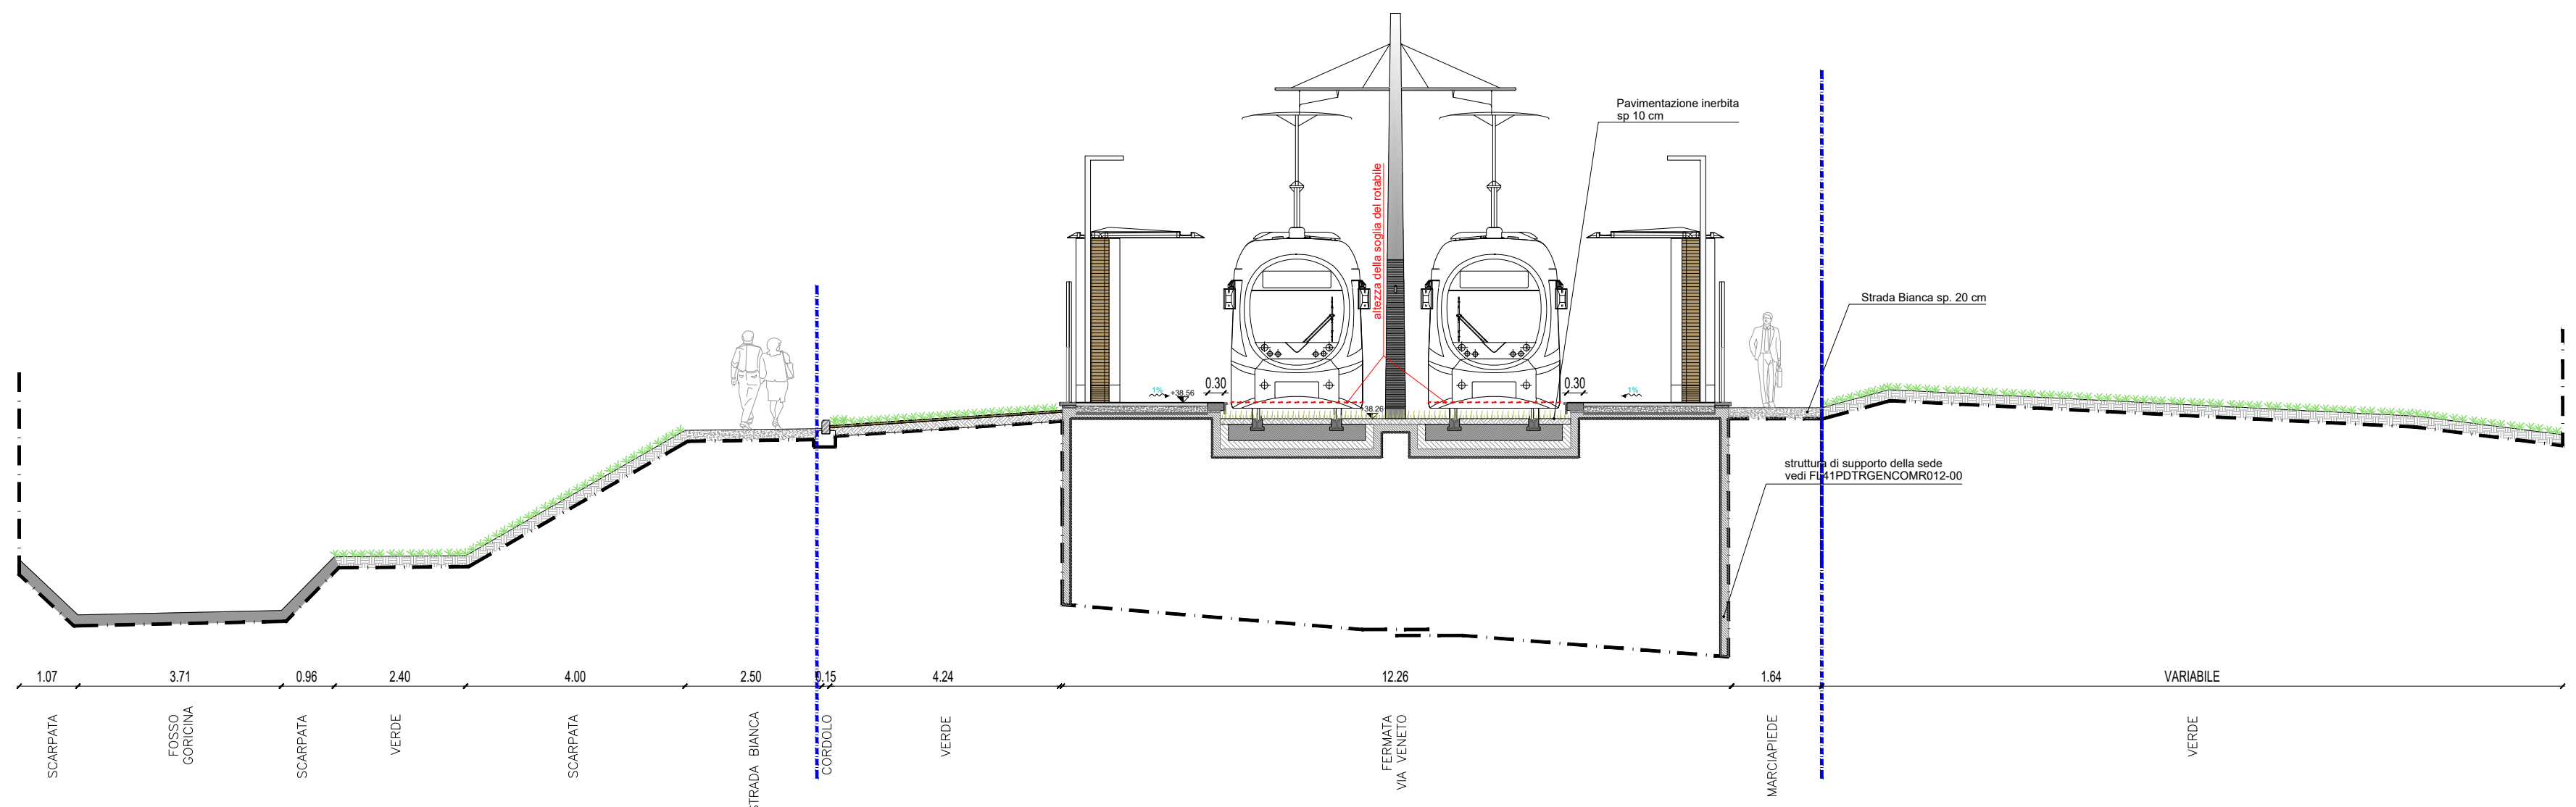 Pavimentazione inerbita
sp 10 cm
altezza della soglia del rotabile
Strada Bianca sp. 20 cm
0.30
0.30
1%
+38.56
1%
+38.26
struttura di supporto della sede
vedi FL41PDTRGENCOMR012-00
1.07
3.71
0.96
2.40
4.00
2.50
0.15
4.24
12.26
1.64
VARIABILE
SCARPATA
FOSSO
GORICINA
SCARPATA
VERDE
SCARPATA
STRADA BIANCA
CORDOLO
VERDE
FERMATA
VIA VENETO
MARCIAPIEDE
VERDE